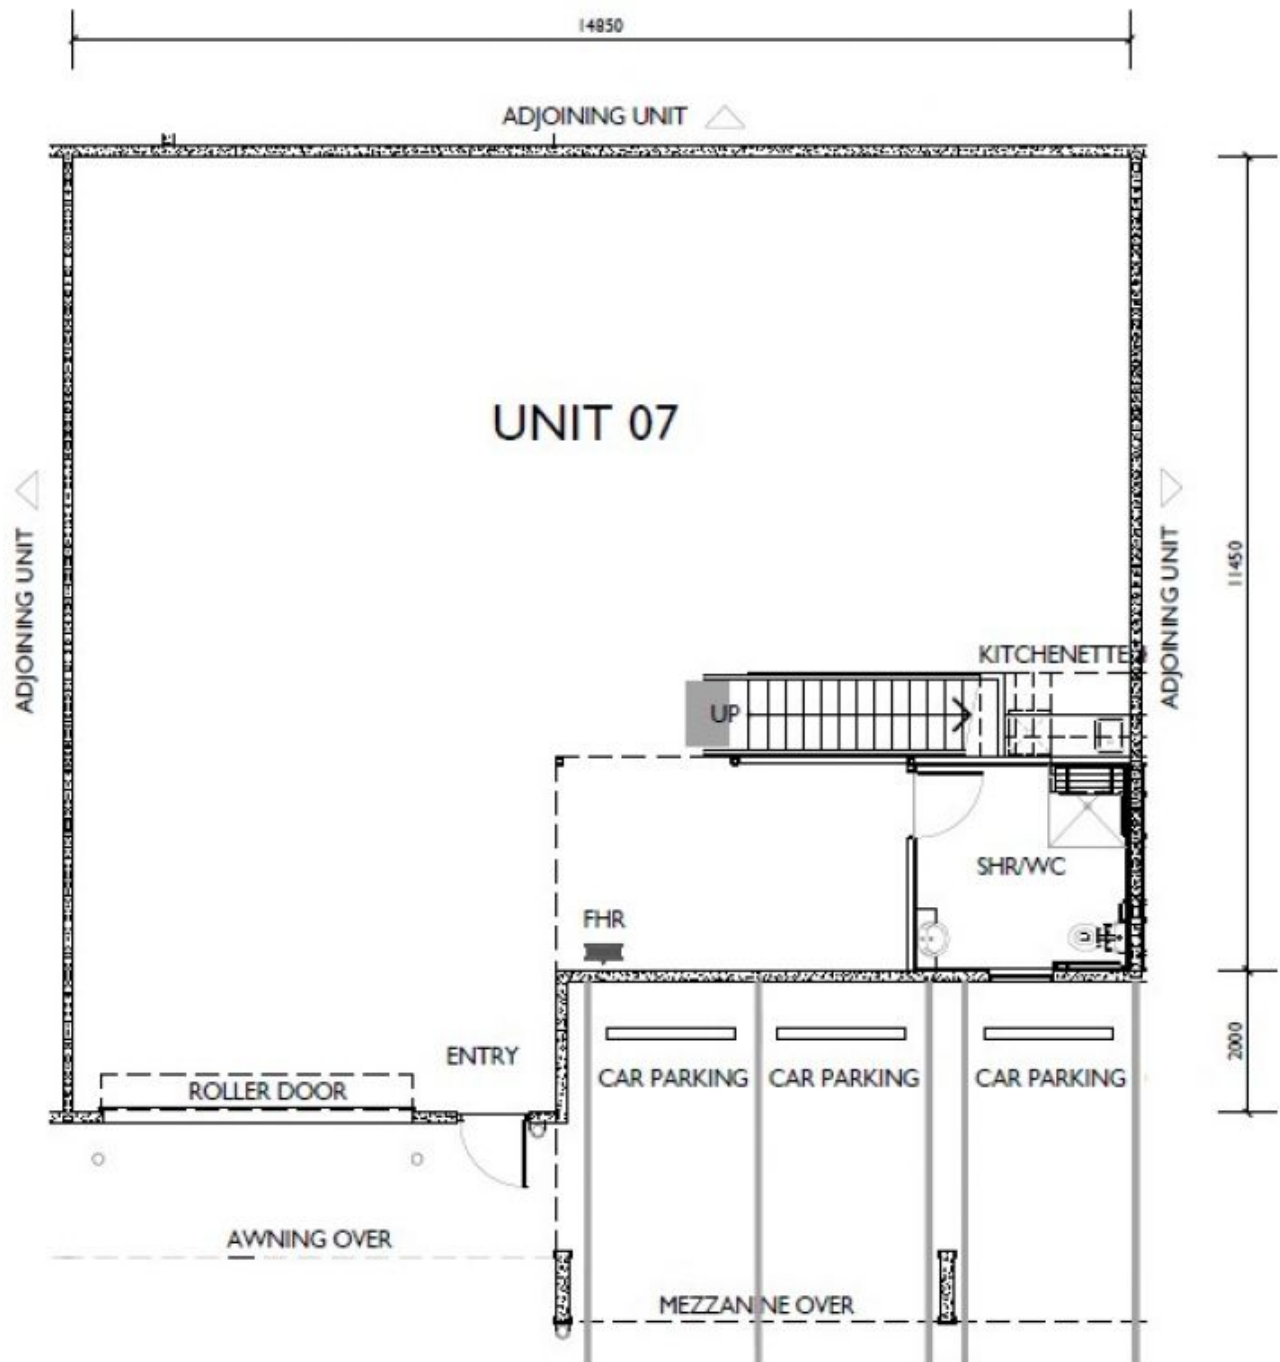 14850
ADJOINING UNIT
UNIT 07
ADJOINING UNIT
ADJOINING UNIT
11450
KITCHENETTE
UP
SHR/WC
FHR
2000
ENTRY
ROLLER DOOR
CAR PARKING
CAR PARKING
CAR PARKING
AWNING OVER
MEZZANINE OVER